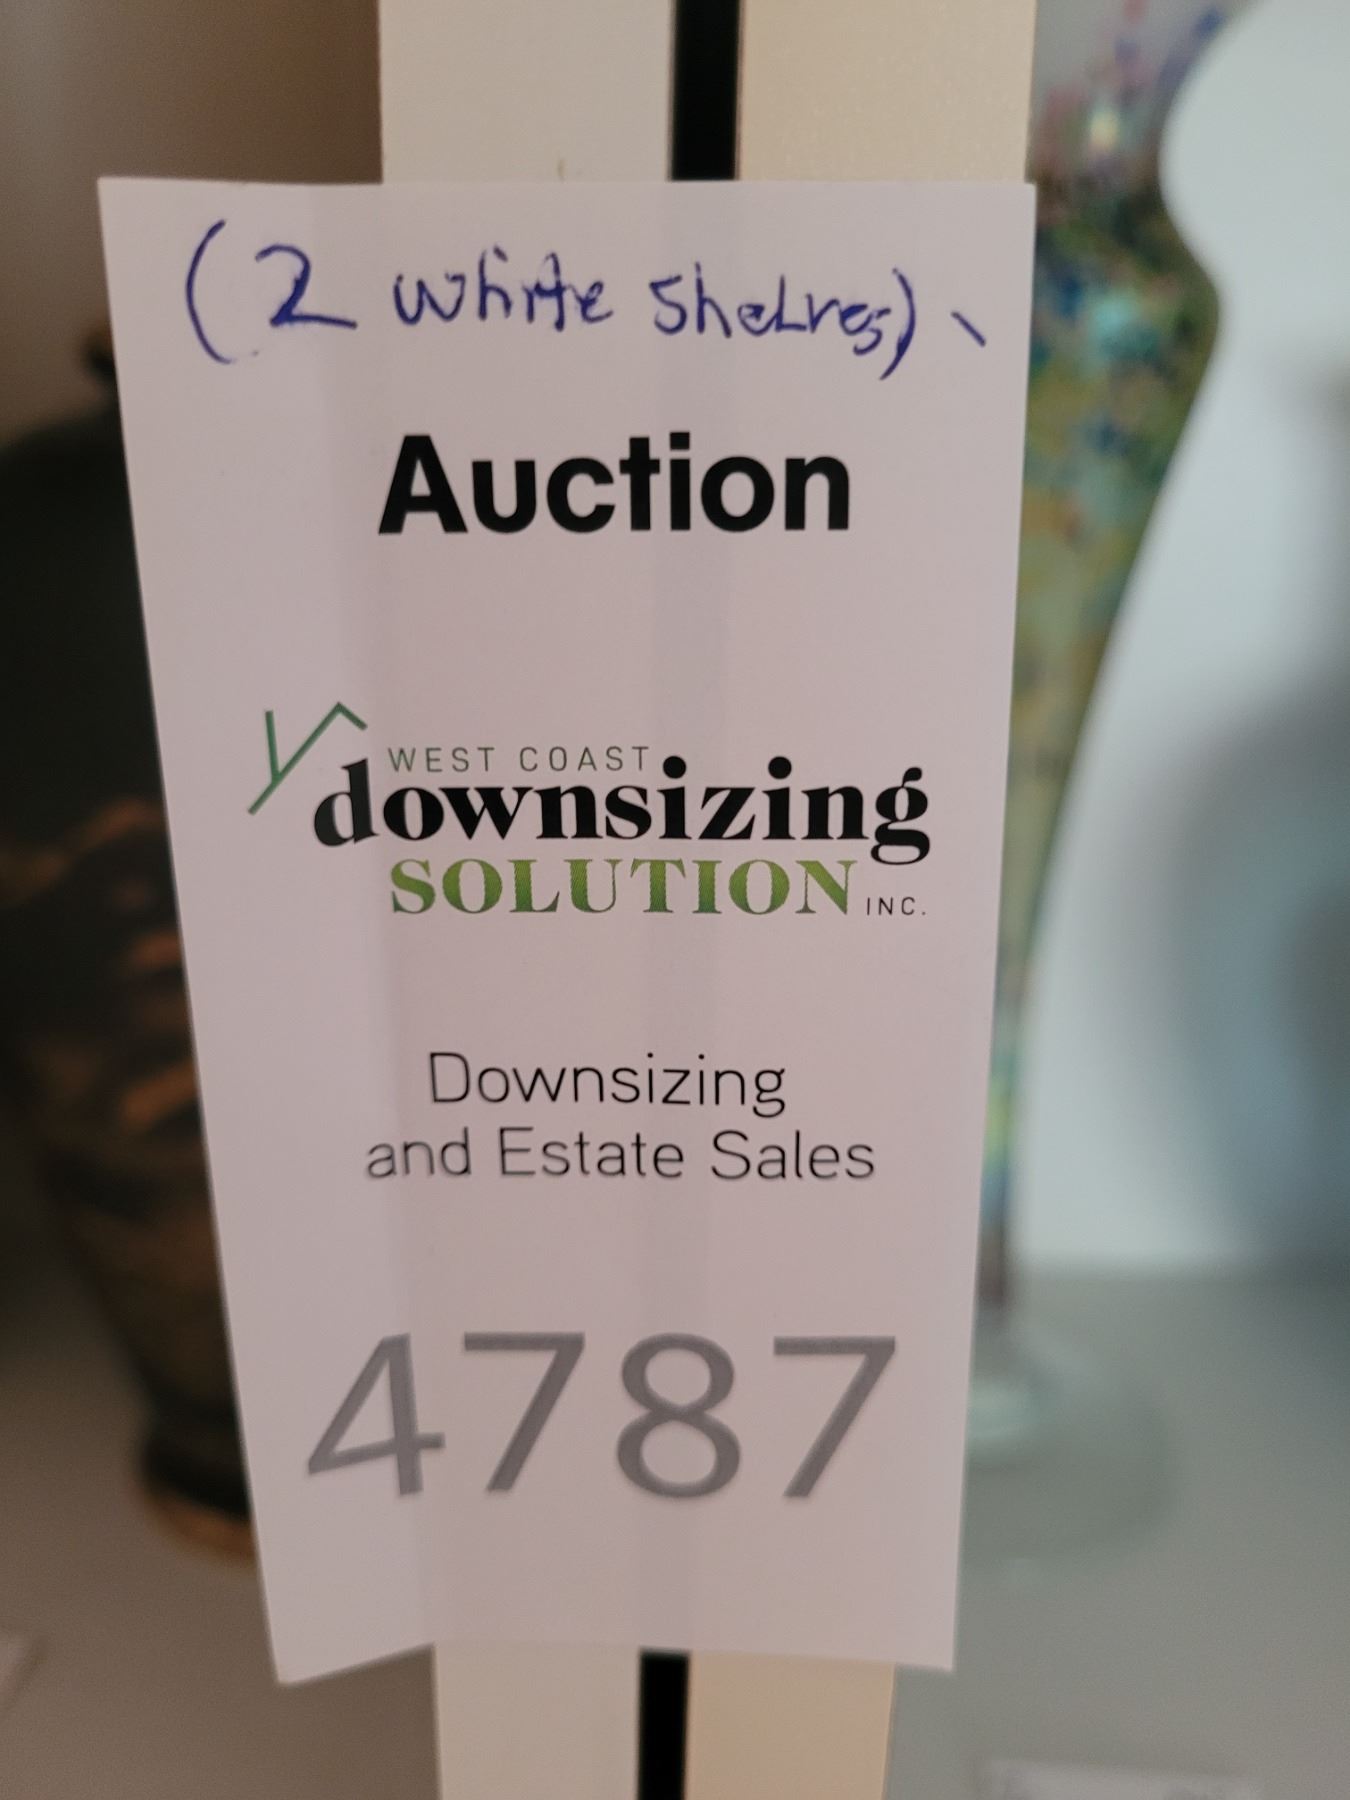 (2 white shelves)
Auction
WEST COAST
downsizing
SOLUTION INC.
Downsizing
and Estate Sales
4787